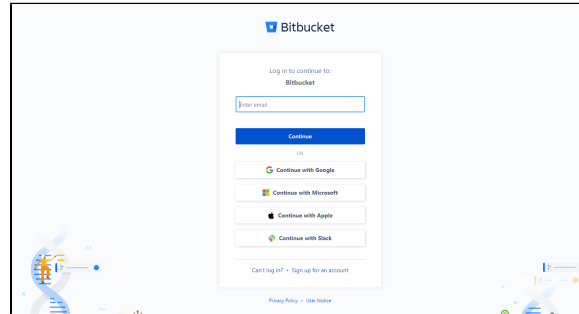 Bitbucket
Log in to continue to:
Bitbucket
Enter email
Continue
OR
Continue with Google
Continue with Microsoft
Continue with Apple
Continue with Slack
Can't log in? • Sign up for an account
Privacy Policy • User Notice